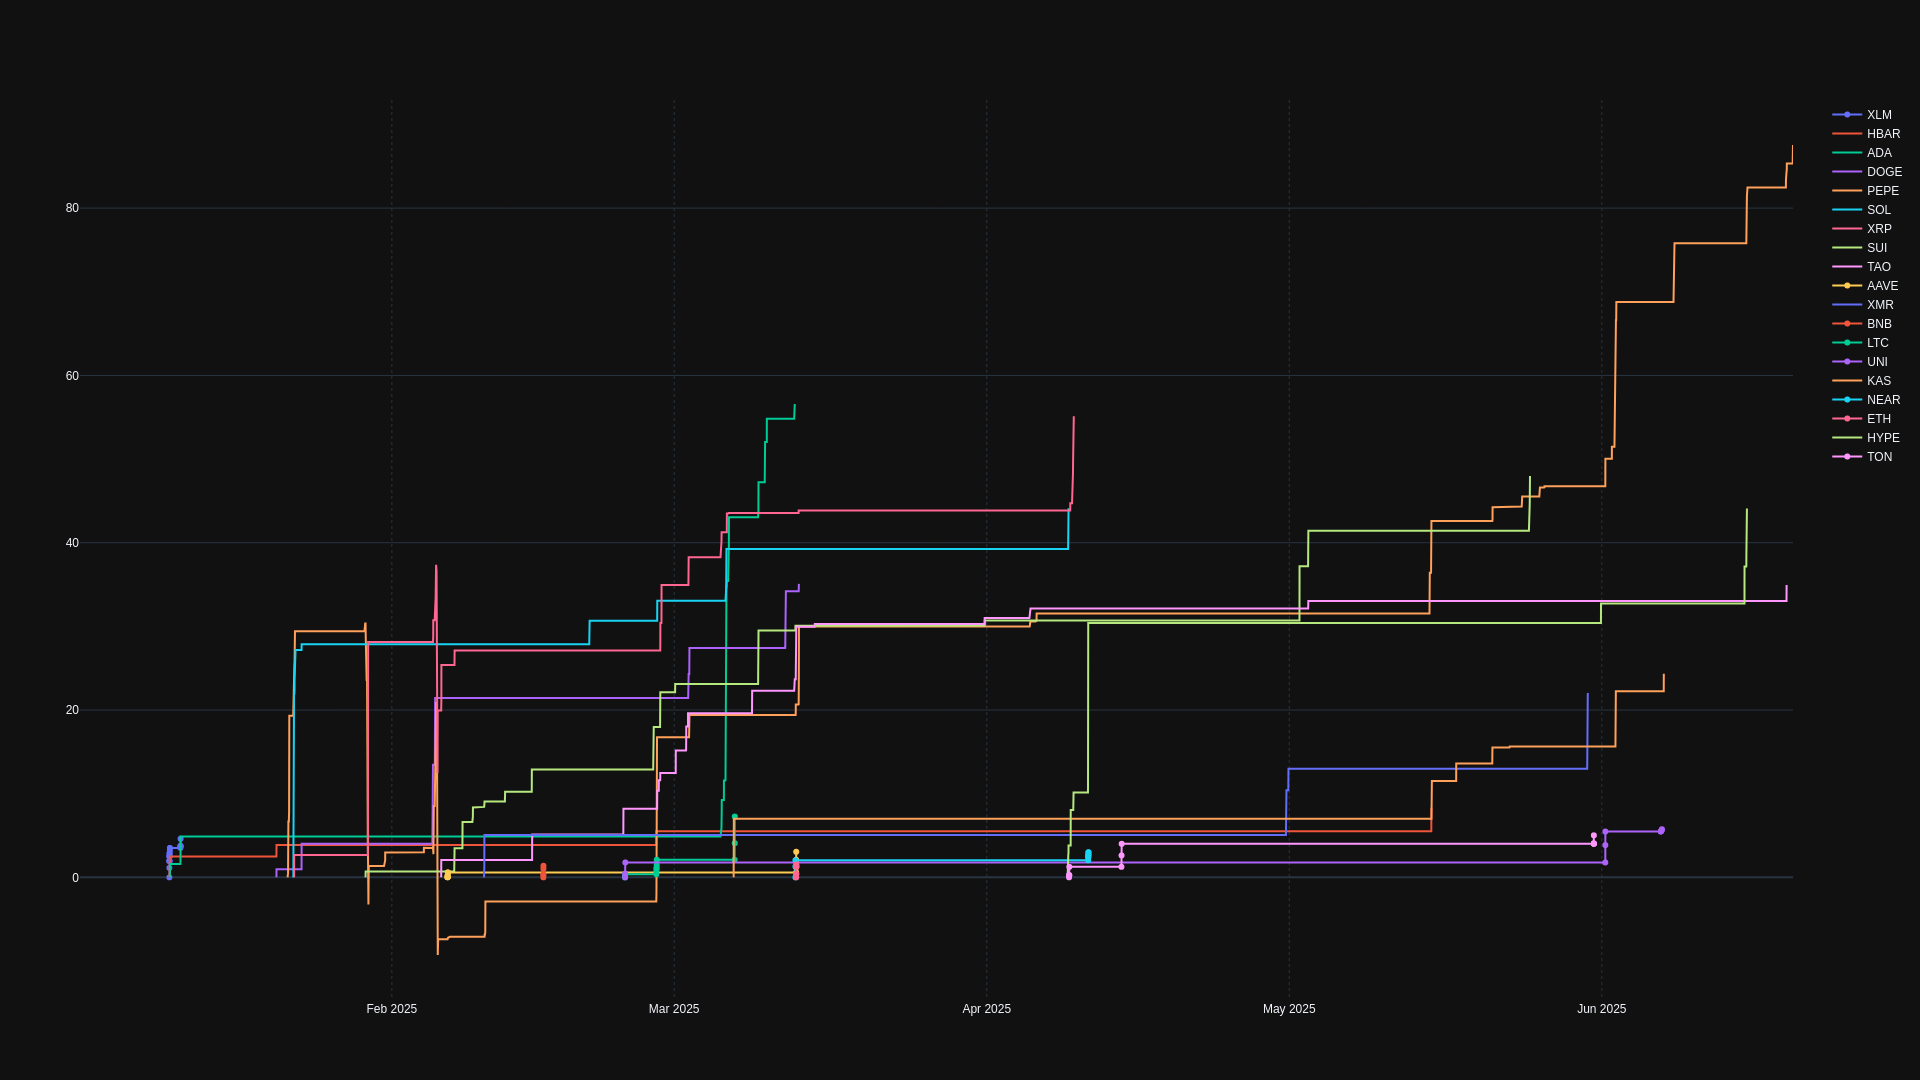 80
60
40
20
0
Feb 2025
Mar 2025
Apr 2025
May 2025
Jun 2025
XLM
HBAR
ADA
DOGE
PEPE
SOL
XRP
SUI
TAO
AAVE
XMR
BNB
LTC
UNI
KAS
NEAR
ETH
HYPE
TON